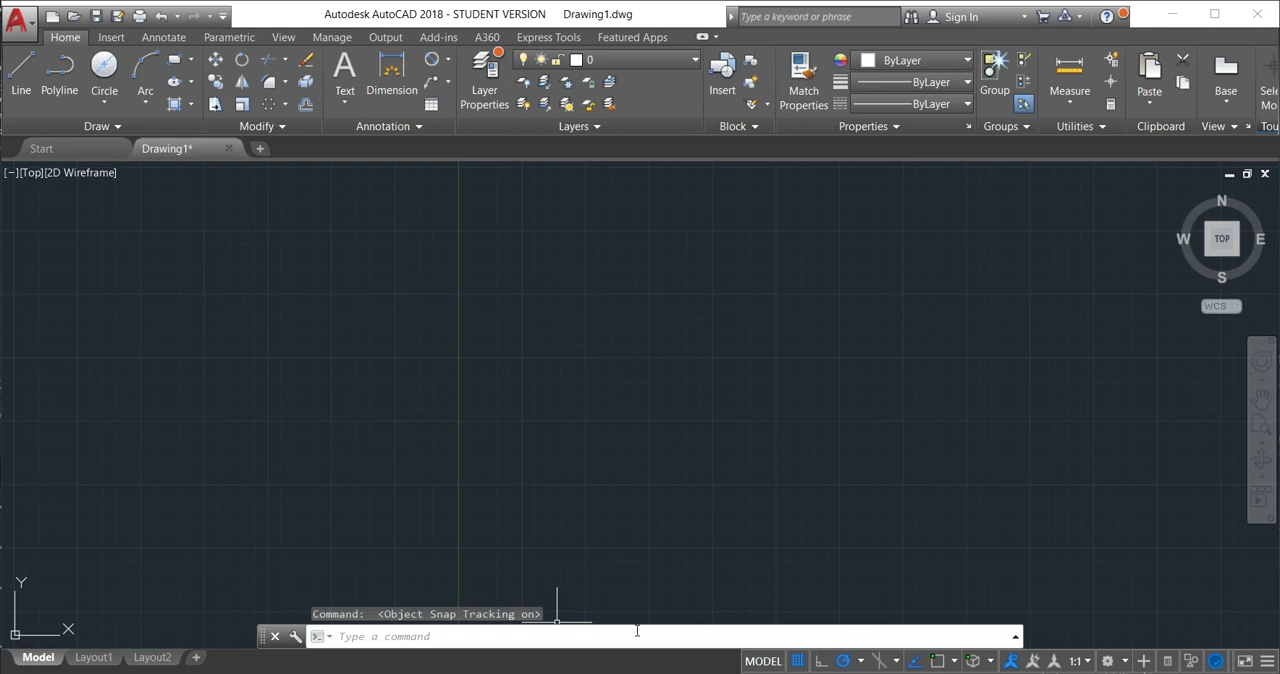 Autodesk AutoCAD 2018 - STUDENT VERSION Drawing1.dwg
Type a keyword or phrase
Sign In
Home Insert Annotate Parametric View Manage Output Add-ins A360 Express Tools Featured Apps
Line Polyline Circle Arc
Text Dimension
Layer
Properties
0
Insert
Match
Properties
ByLayer
ByLayer
ByLayer
Group
Measure
Paste
Base
Draw Modify Annotation Layers Block Properties Groups Utilities Clipboard View
Start Drawing1*
[−][Top][2D Wireframe]
N
W TOP E
S
WCS
Y
X
Command: <Object Snap Tracking on>
Type a command
Model Layout1 Layout2
MODEL 1:1